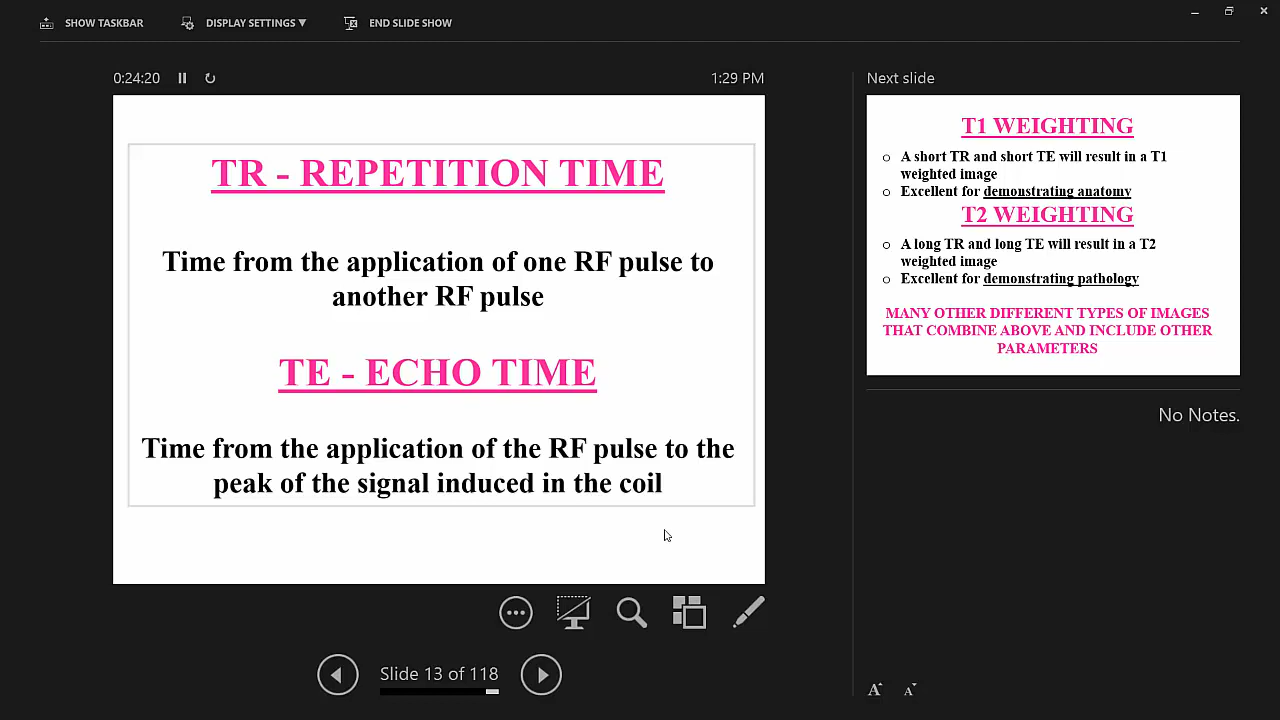 SHOW TASKBAR
DISPLAY SETTINGS ▼
END SLIDE SHOW
0:24:20
1:29 PM
TR - REPETITION TIME
Time from the application of one RF pulse to
another RF pulse
TE - ECHO TIME
Time from the application of the RF pulse to the
peak of the signal induced in the coil
Slide 13 of 118
Next slide
T1 WEIGHTING
o A short TR and short TE will result in a T1
weighted image
o Excellent for demonstrating anatomy
T2 WEIGHTING
o A long TR and long TE will result in a T2
weighted image
o Excellent for demonstrating pathology
MANY OTHER DIFFERENT TYPES OF IMAGES
THAT COMBINE ABOVE AND INCLUDE OTHER
PARAMETERS
No Notes.
A A